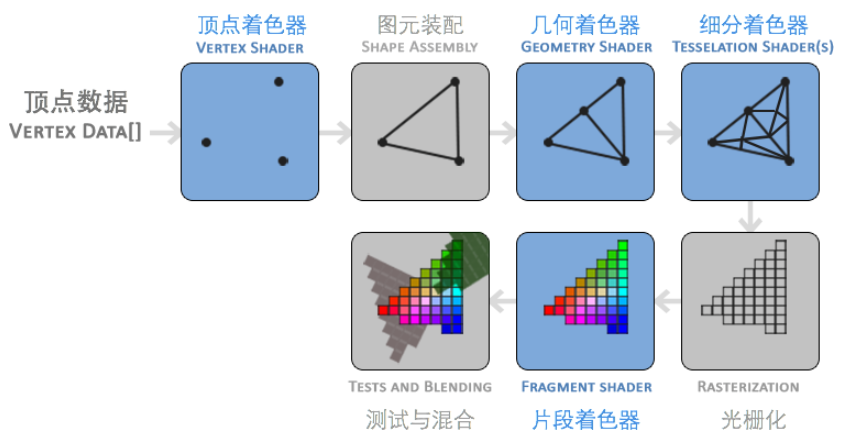 顶点着色器
VERTEX SHADER
图元装配
SHAPE ASSEMBLY
几何着色器
GEOMETRY SHADER
细分着色器
TESSELATION SHADER(S)
顶点数据
VERTEX DATA[]
TESTS AND BLENDING
测试与混合
FRAGMENT SHADER
片段着色器
RASTERIZATION
光栅化